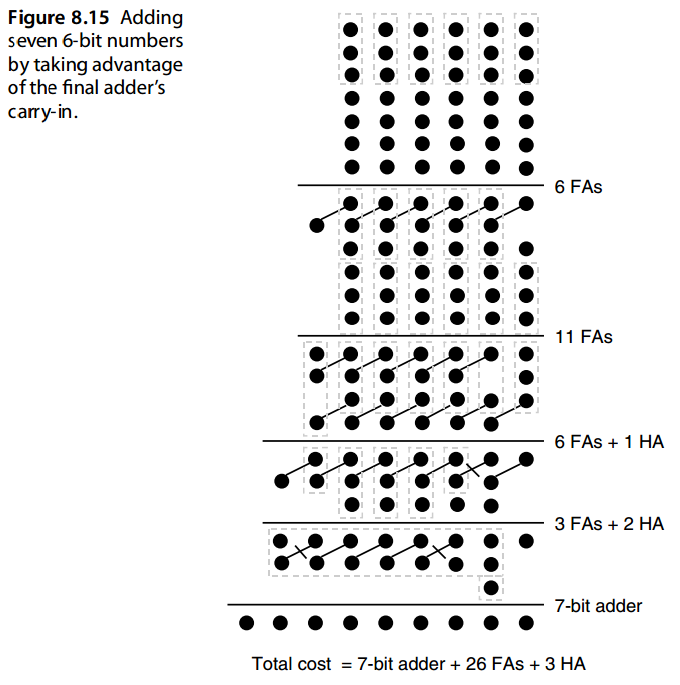 Figure 8.15 Adding
seven 6-bit numbers
by taking advantage
of the final adder's
carry-in.
6 FAs
11 FAs
6 FAs + 1 HA
3 FAs + 2 HA
7-bit adder
Total cost = 7-bit adder + 26 FAs + 3 HA